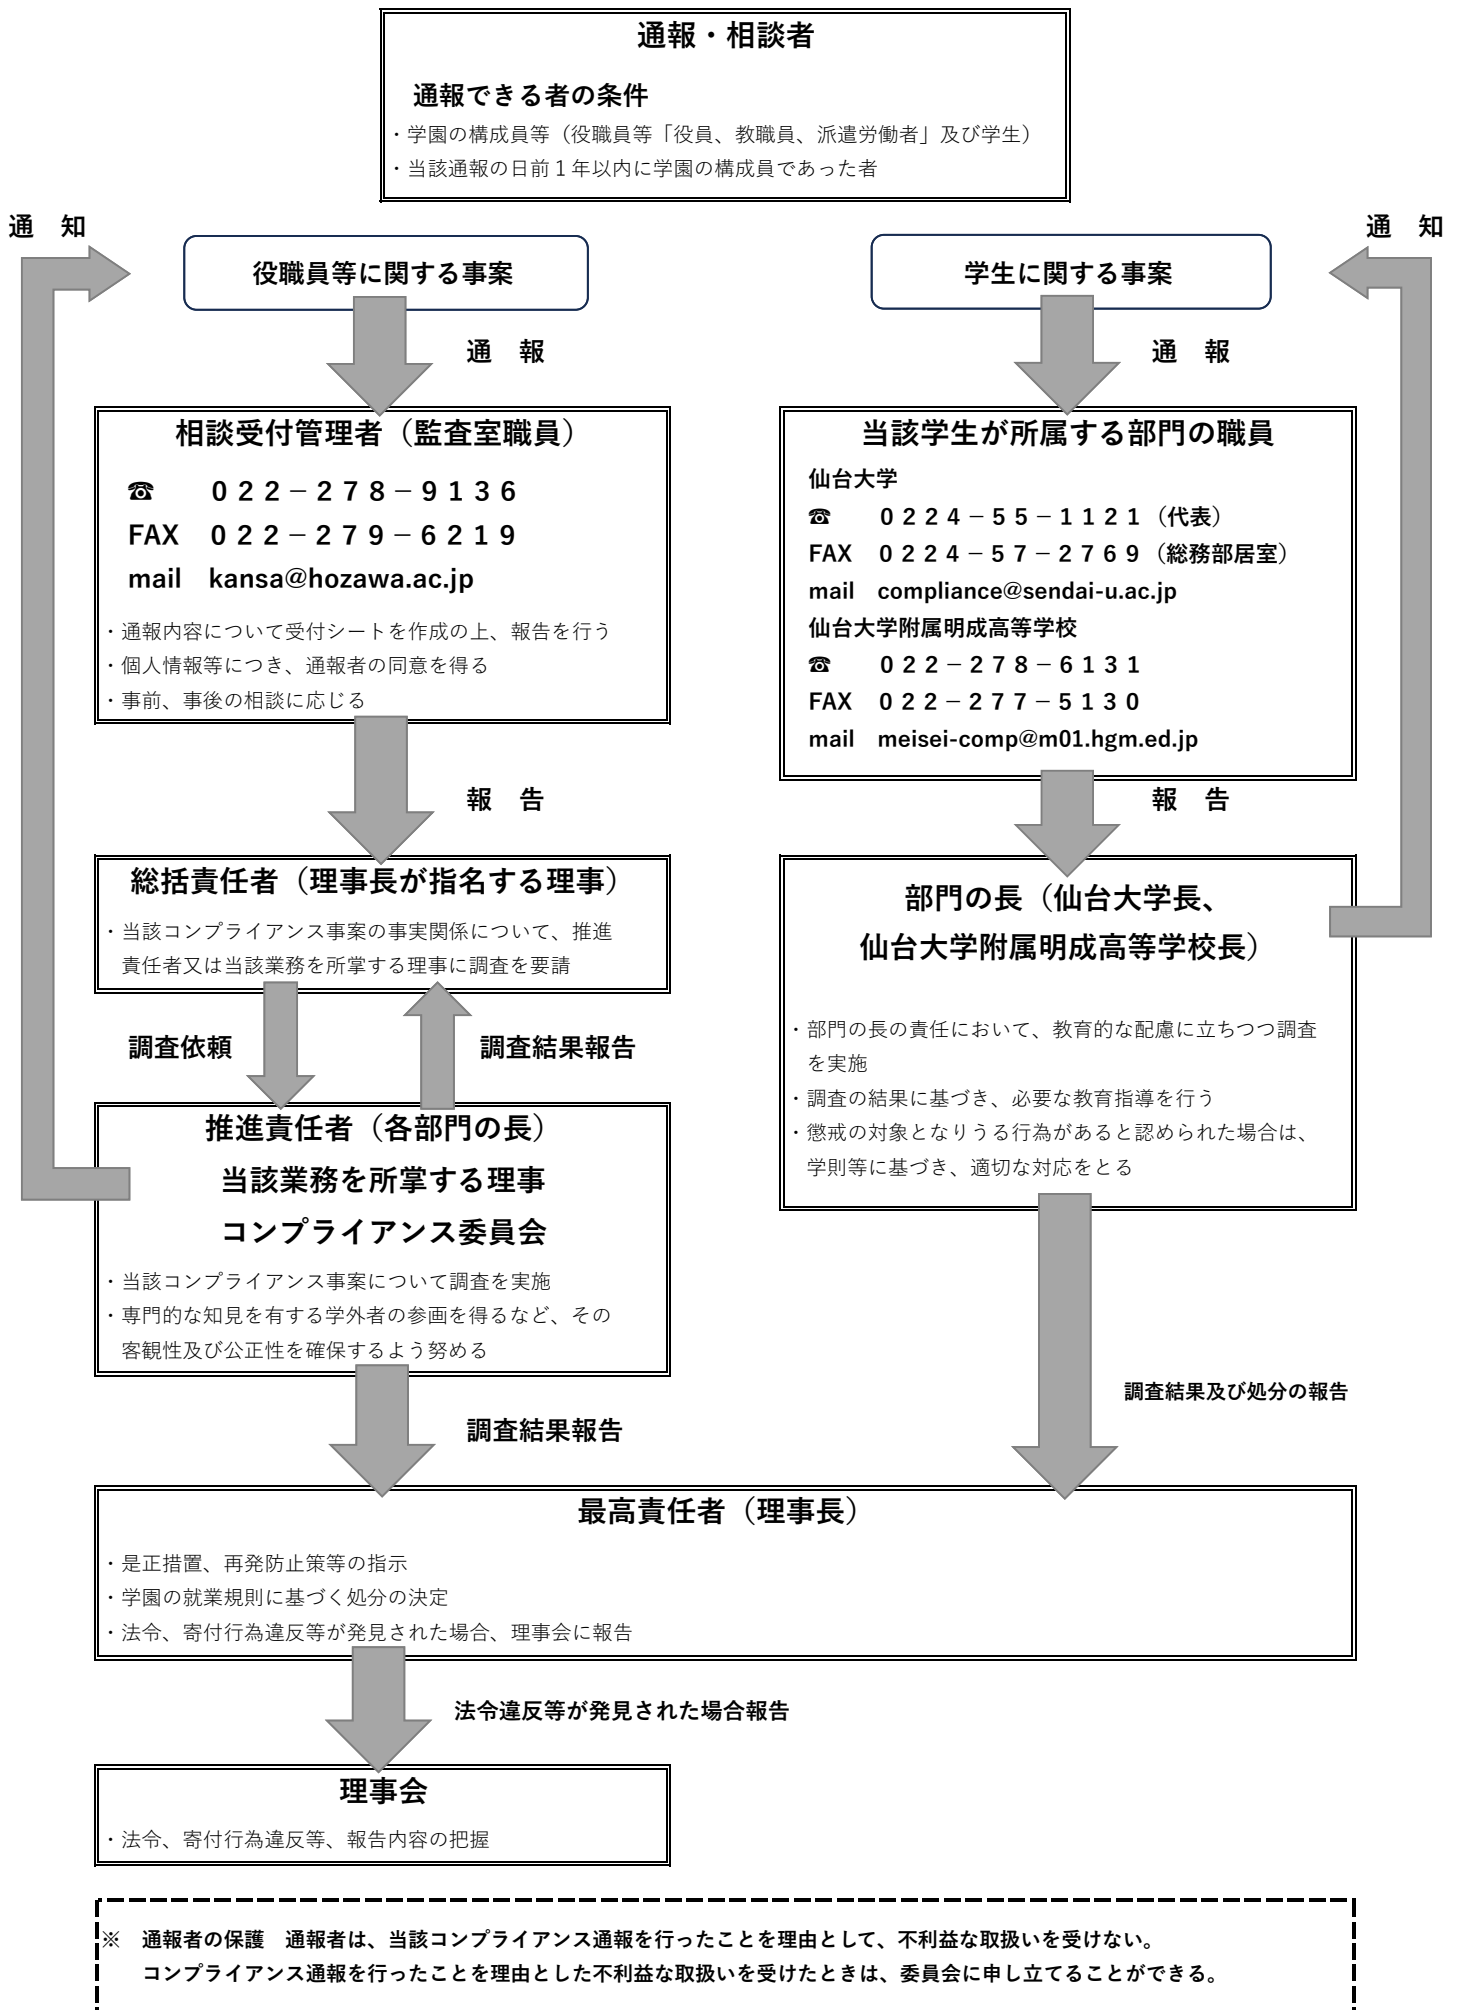 通報・相談者
通報できる者の条件
・学園の構成員等（役職員等「役員、教職員、派遣労働者」及び学生）
・当該通報の日前１年以内に学園の構成員であった者
通　知
役職員等に関する事案
通　報
相談受付管理者（監査室職員）
☎　０２２－２７８－９１３６
FAX　０２２－２７９－６２１９
mail　kansa@hozawa.ac.jp
・通報内容について受付シートを作成の上、報告を行う
・個人情報等につき、通報者の同意を得る
・事前、事後の相談に応じる
報　告
総括責任者（理事長が指名する理事）
・当該コンプライアンス事案の事実関係について、推進
責任者又は当該業務を所掌する理事に調査を要請
調査依頼
調査結果報告
推進責任者（各部門の長）
当該業務を所掌する理事
コンプライアンス委員会
・当該コンプライアンス事案について調査を実施
・専門的な知見を有する学外者の参画を得るなど、その
客観性及び公正性を確保するよう努める
調査結果報告
通　知
学生に関する事案
通　報
当該学生が所属する部門の職員
仙台大学
☎　０２２４－５５－１１２１（代表）
FAX　０２２４－５７－２７６９（総務部居室）
mail　compliance@sendai-u.ac.jp
仙台大学附属明成高等学校
☎　０２２－２７８－６１３１
FAX　０２２－２７７－５１３０
mail　meisei-comp@m01.hgm.ed.jp
報　告
部門の長（仙台大学長、
仙台大学附属明成高等学校長）
・部門の長の責任において、教育的な配慮に立ちつつ調査
を実施
・調査の結果に基づき、必要な教育指導を行う
・懲戒の対象となりうる行為があると認められた場合は、
学則等に基づき、適切な対応をとる
調査結果及び処分の報告
最高責任者（理事長）
・是正措置、再発防止策等の指示
・学園の就業規則に基づく処分の決定
・法令、寄付行為違反等が発見された場合、理事会に報告
法令違反等が発見された場合報告
理事会
・法令、寄付行為違反等、報告内容の把握
※　通報者の保護　通報者は、当該コンプライアンス通報を行ったことを理由として、不利益な取扱いを受けない。
コンプライアンス通報を行ったことを理由とした不利益な取扱いを受けたときは、委員会に申し立てることができる。